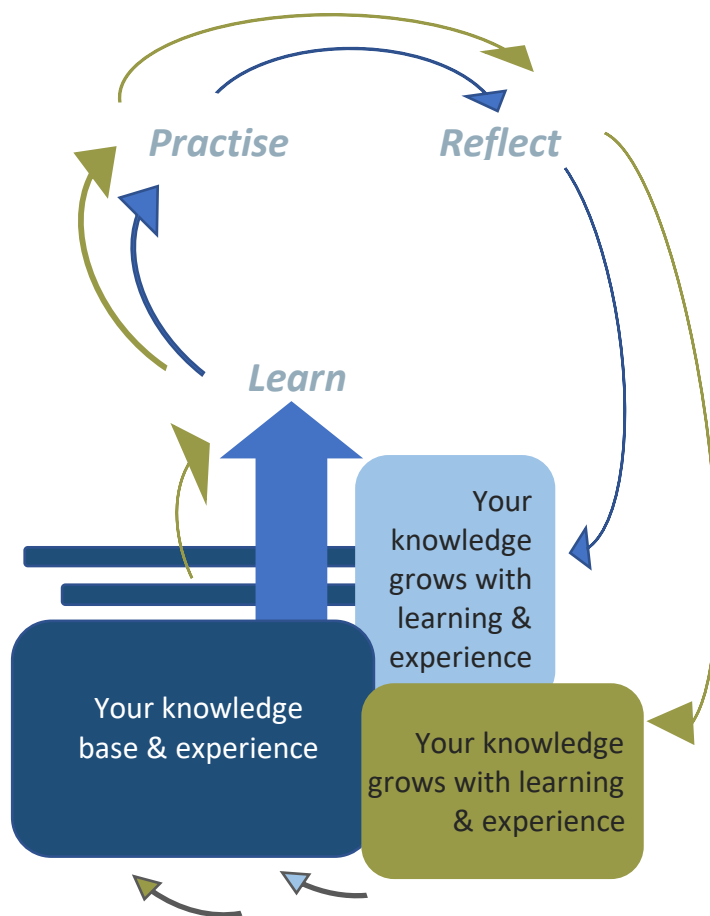 Practise
Reflect
Learn
Your
knowledge
grows with
learning &
experience
Your knowledge
base & experience
Your knowledge
grows with learning
& experience